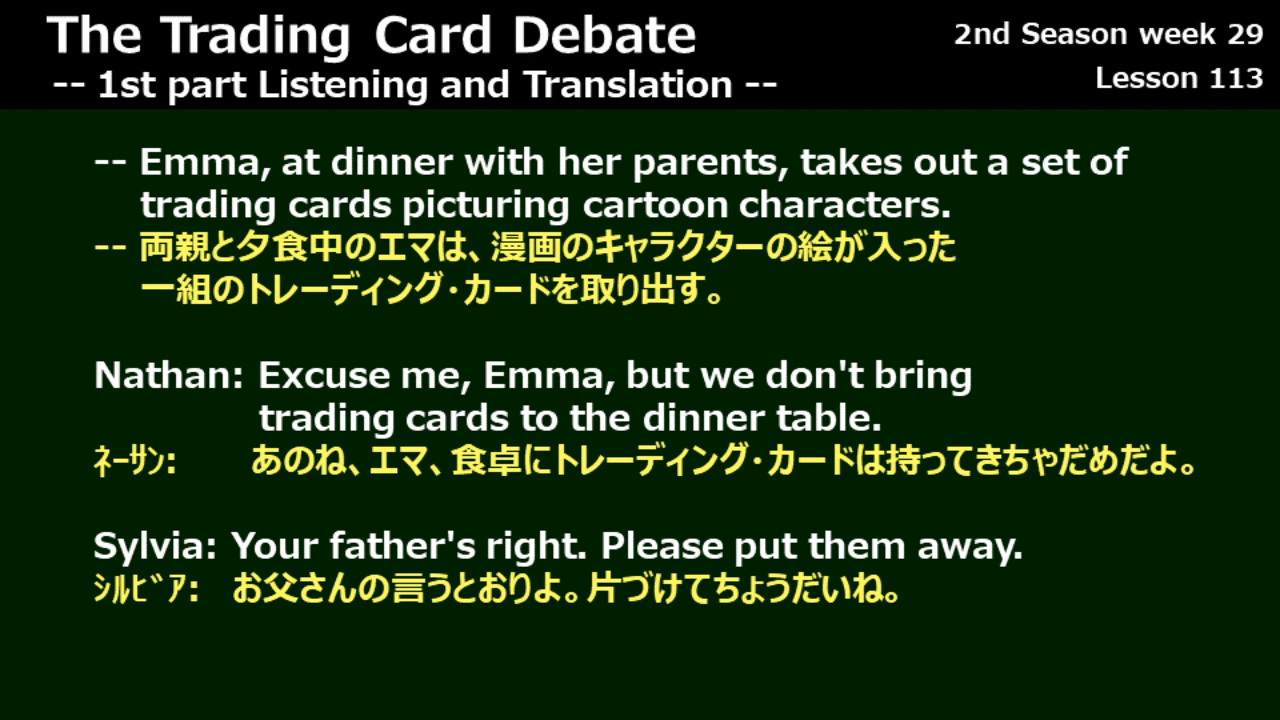 The Trading Card Debate
2nd Season week 29
-- 1st part Listening and Translation --
Lesson 113
-- Emma, at dinner with her parents, takes out a set of
trading cards picturing cartoon characters.
-- 両親と夕食中のエマは、漫画のキャラクターの絵が入った
一組のトレーディング・カードを取り出す。
Nathan: Excuse me, Emma, but we don't bring
trading cards to the dinner table.
ﾈｰｻﾝ: あのね、エマ、食卓にトレーディング・カードは持ってきちゃだめだよ。
Sylvia: Your father's right. Please put them away.
ｼﾙﾋﾞｱ: お父さんの言うとおりよ。片づけてちょうだいね。